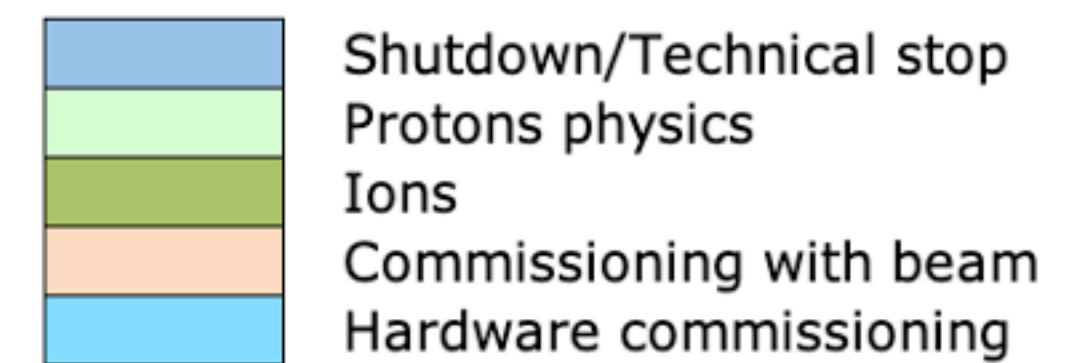 Shutdown/Technical stop
Protons physics
Ions
Commissioning with beam
Hardware commissioning